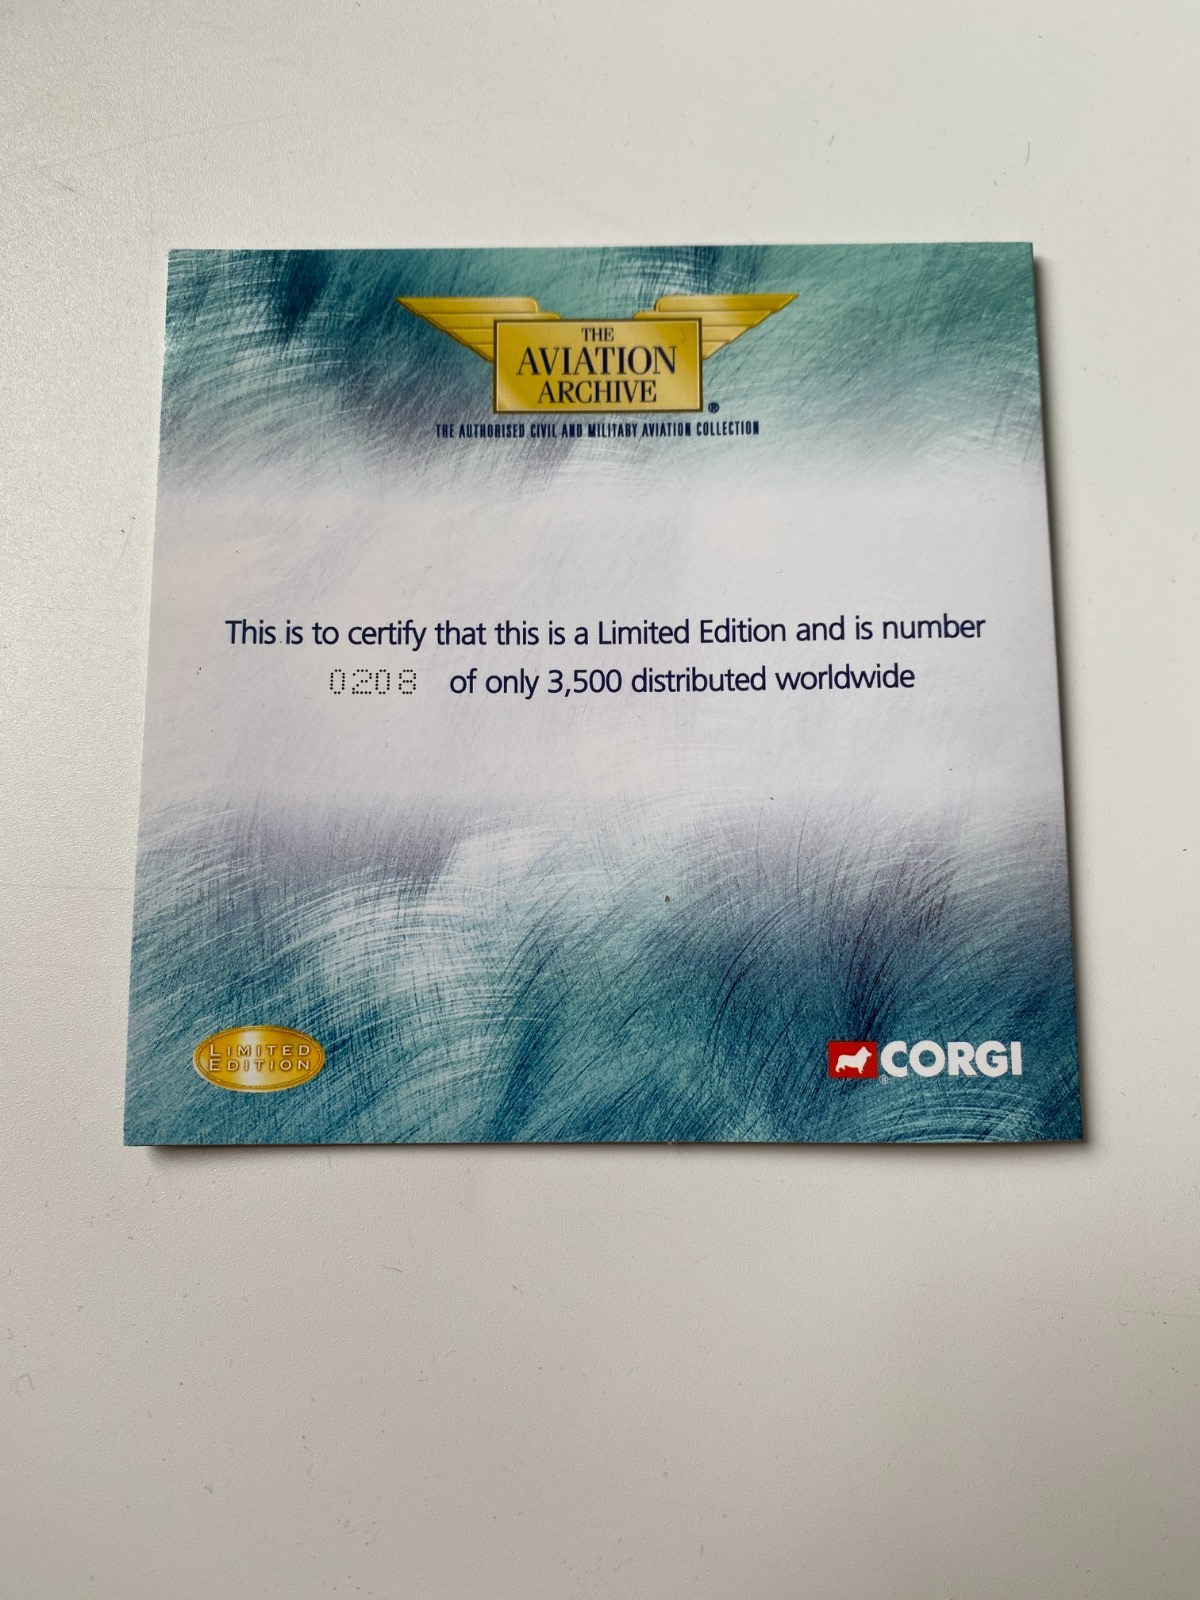 THE
AVIATION
ARCHIVE
®
THE AUTHORISED CIVIL AND MILITARY AVIATION COLLECTION
This is to certify that this is a Limited Edition and is number
0208 of only 3,500 distributed worldwide
LIMITED
EDITION
® CORGI